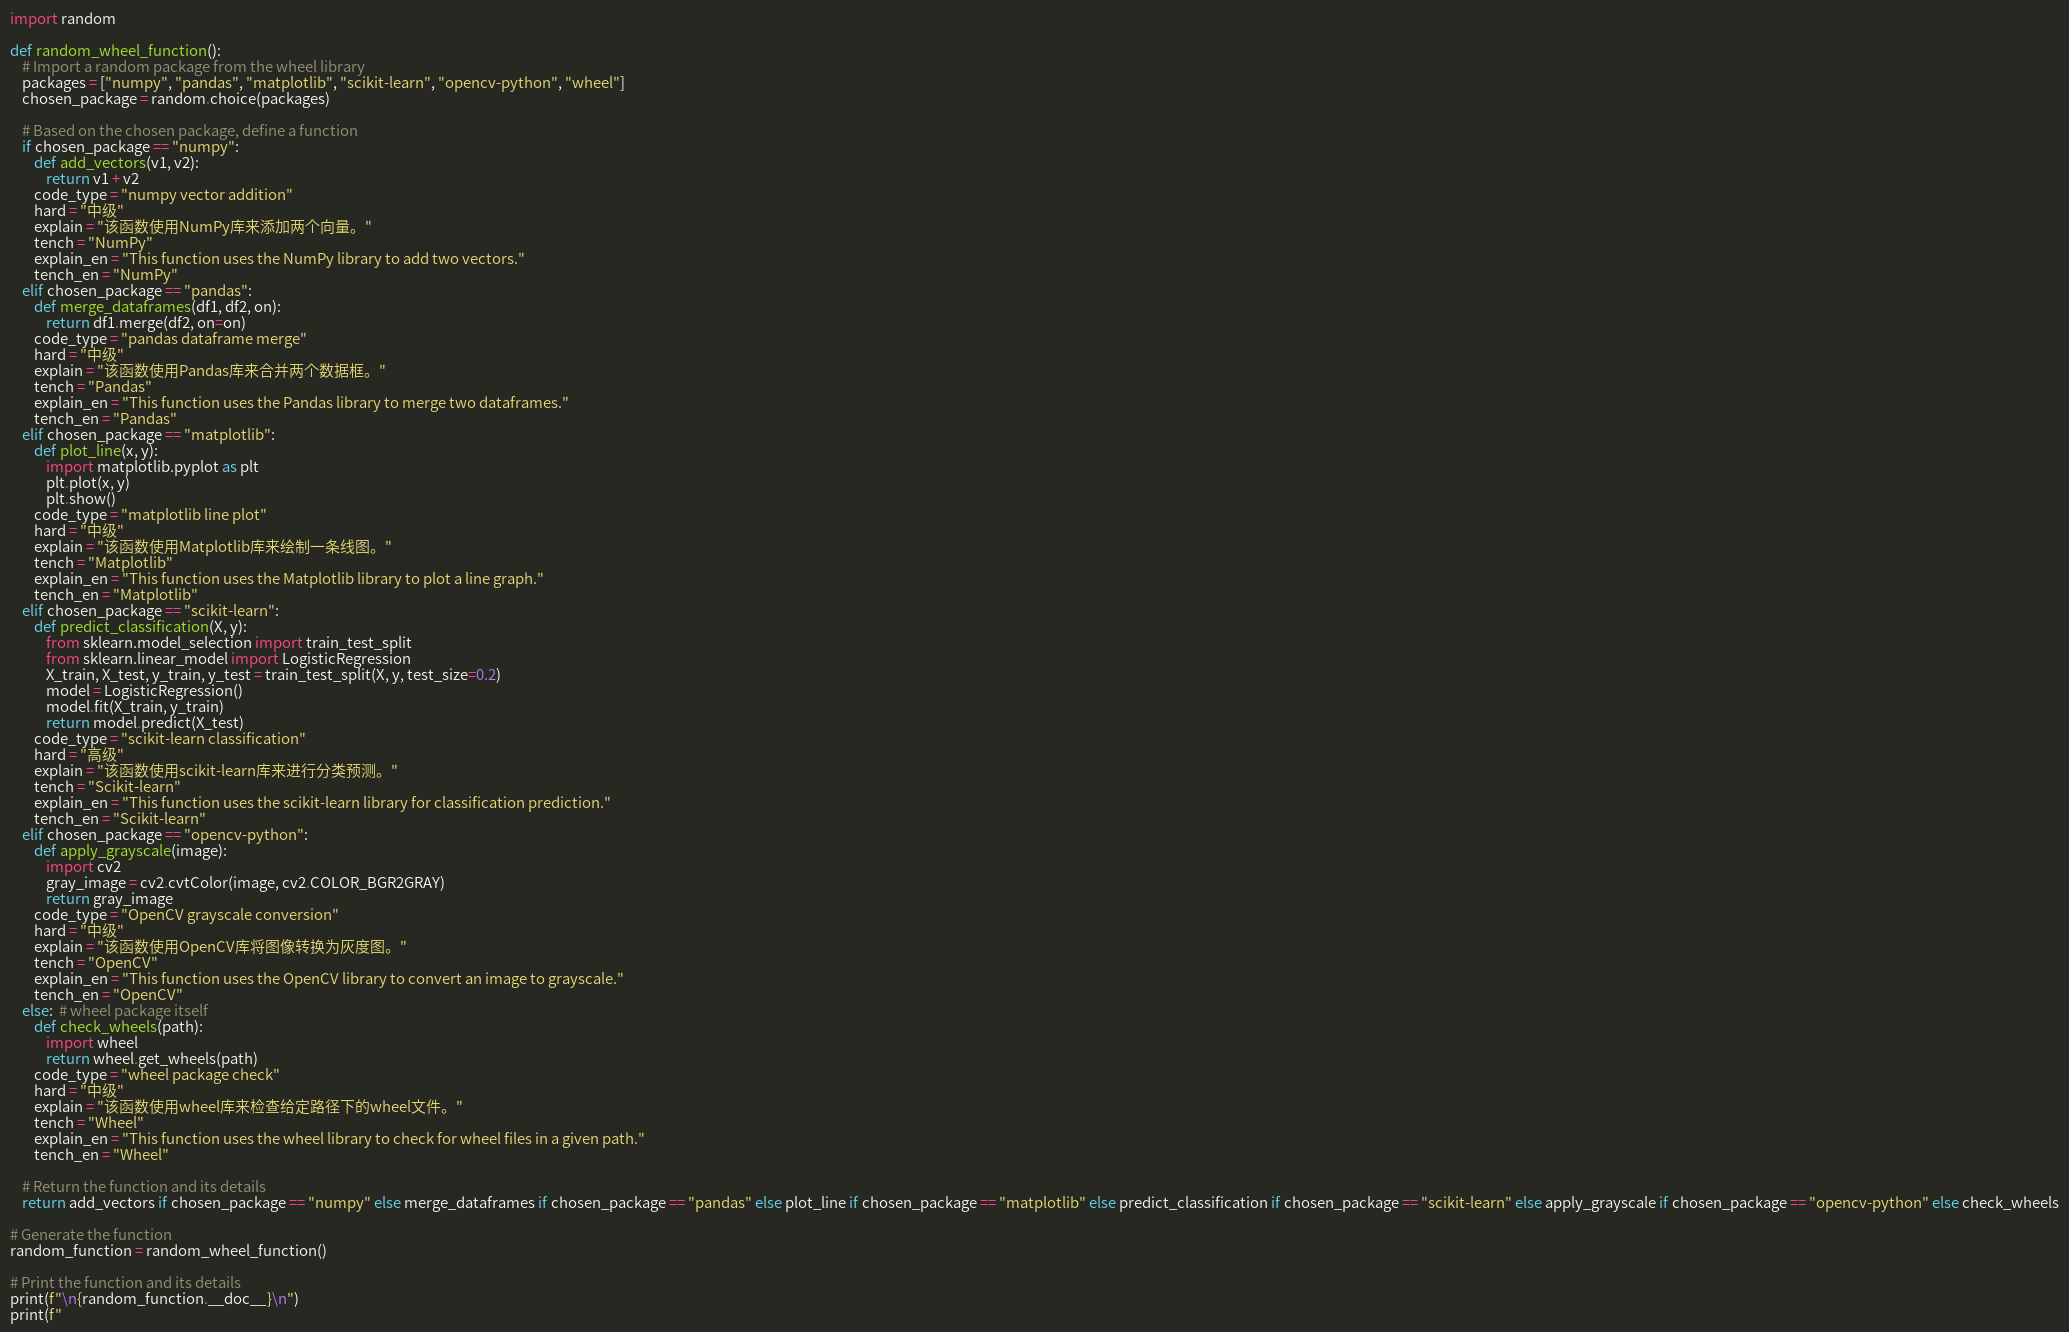 import random

def random_wheel_function():
    # Import a random package from the wheel library
    packages = ["numpy", "pandas", "matplotlib", "scikit-learn", "opencv-python", "wheel"]
    chosen_package = random.choice(packages)

    # Based on the chosen package, define a function
    if chosen_package == "numpy":
        def add_vectors(v1, v2):
            return v1 + v2
        code_type = "numpy vector addition"
        hard = "中级"
        explain = "该函数使用NumPy库来添加两个向量。"
        tench = "NumPy"
        explain_en = "This function uses the NumPy library to add two vectors."
        tench_en = "NumPy"
    elif chosen_package == "pandas":
        def merge_dataframes(df1, df2, on):
            return df1.merge(df2, on=on)
        code_type = "pandas dataframe merge"
        hard = "中级"
        explain = "该函数使用Pandas库来合并两个数据框。"
        tench = "Pandas"
        explain_en = "This function uses the Pandas library to merge two dataframes."
        tench_en = "Pandas"
    elif chosen_package == "matplotlib":
        def plot_line(x, y):
            import matplotlib.pyplot as plt
            plt.plot(x, y)
            plt.show()
        code_type = "matplotlib line plot"
        hard = "中级"
        explain = "该函数使用Matplotlib库来绘制一条线图。"
        tench = "Matplotlib"
        explain_en = "This function uses the Matplotlib library to plot a line graph."
        tench_en = "Matplotlib"
    elif chosen_package == "scikit-learn":
        def predict_classification(X, y):
            from sklearn.model_selection import train_test_split
            from sklearn.linear_model import LogisticRegression
            X_train, X_test, y_train, y_test = train_test_split(X, y, test_size=0.2)
            model = LogisticRegression()
            model.fit(X_train, y_train)
            return model.predict(X_test)
        code_type = "scikit-learn classification"
        hard = "高级"
        explain = "该函数使用scikit-learn库来进行分类预测。"
        tench = "Scikit-learn"
        explain_en = "This function uses the scikit-learn library for classification prediction."
        tench_en = "Scikit-learn"
    elif chosen_package == "opencv-python":
        def apply_grayscale(image):
            import cv2
            gray_image = cv2.cvtColor(image, cv2.COLOR_BGR2GRAY)
            return gray_image
        code_type = "OpenCV grayscale conversion"
        hard = "中级"
        explain = "该函数使用OpenCV库将图像转换为灰度图。"
        tench = "OpenCV"
        explain_en = "This function uses the OpenCV library to convert an image to grayscale."
        tench_en = "OpenCV"
    else:  # wheel package itself
        def check_wheels(path):
            import wheel
            return wheel.get_wheels(path)
        code_type = "wheel package check"
        hard = "中级"
        explain = "该函数使用wheel库来检查给定路径下的wheel文件。"
        tench = "Wheel"
        explain_en = "This function uses the wheel library to check for wheel files in a given path."
        tench_en = "Wheel"

    # Return the function and its details
    return add_vectors if chosen_package == "numpy" else merge_dataframes if chosen_package == "pandas" else plot_line if chosen_package == "matplotlib" else predict_classification if chosen_package == "scikit-learn" else apply_grayscale if chosen_package == "opencv-python" else check_wheels

# Generate the function
random_function = random_wheel_function()

# Print the function and its details
print(f"\n{random_function.__doc__}\n")
print(f"